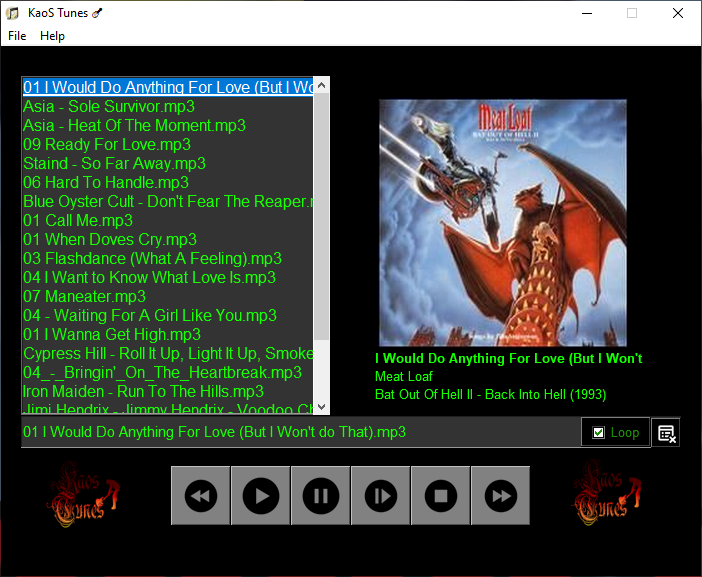 KaoS Tunes
File Help
01 I Would Do Anything For Love (But I Wo
Asia - Sole Survivor.mp3
Asia - Heat Of The Moment.mp3
09 Ready For Love.mp3
Staind - So Far Away.mp3
06 Hard To Handle.mp3
Blue Oyster Cult - Don't Fear The Reaper.r
01 Call Me.mp3
01 When Doves Cry.mp3
03 Flashdance (What A Feeling).mp3
04 I Want to Know What Love Is.mp3
07 Maneater.mp3
04 - Waiting For A Girl Like You.mp3
01 I Wanna Get High.mp3
Cypress Hill - Roll It Up, Light It Up, Smoke
04_-_Bringin'_On_The_Heartbreak.mp3
Iron Maiden - Run To The Hills.mp3
Jimi Hendrix - Jimmy Hendrix - Voodoo Ch
Meat Loaf
BAT OUT OF HELL II
BACK INTO HELL
Songs by Jim Steinman
I Would Do Anything For Love (But I Won't
Meat Loaf
Bat Out Of Hell II - Back Into Hell (1993)
01 I Would Do Anything For Love (But I Won't do That).mp3
Loop
Kaos
Tunes
Kaos
Tunes